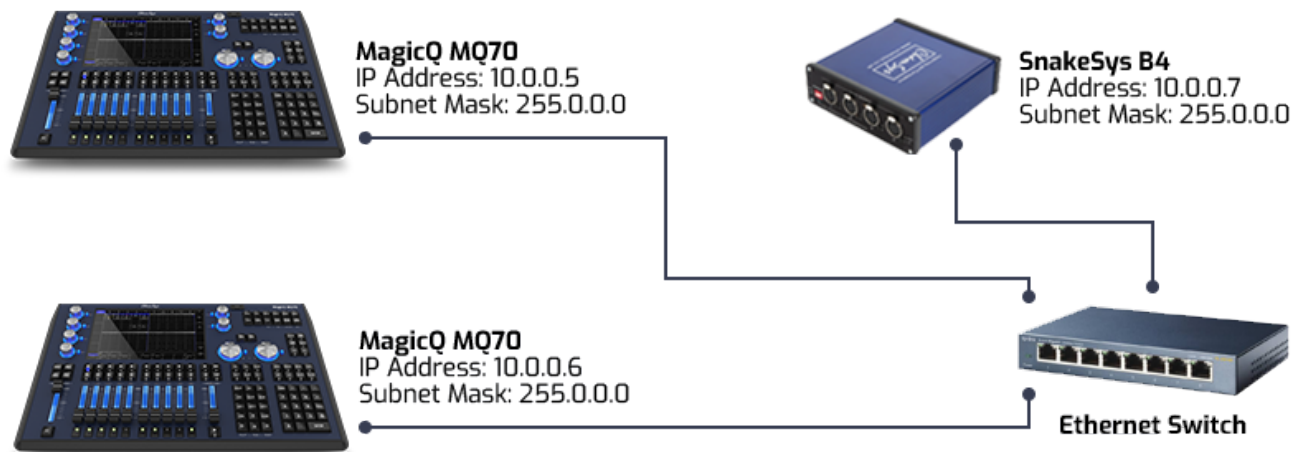 MagicQ MQ70
IP Address: 10.0.0.5
Subnet Mask: 255.0.0.0
SnakeSys B4
IP Address: 10.0.0.7
Subnet Mask: 255.0.0.0
MagicQ MQ70
IP Address: 10.0.0.6
Subnet Mask: 255.0.0.0
Ethernet Switch